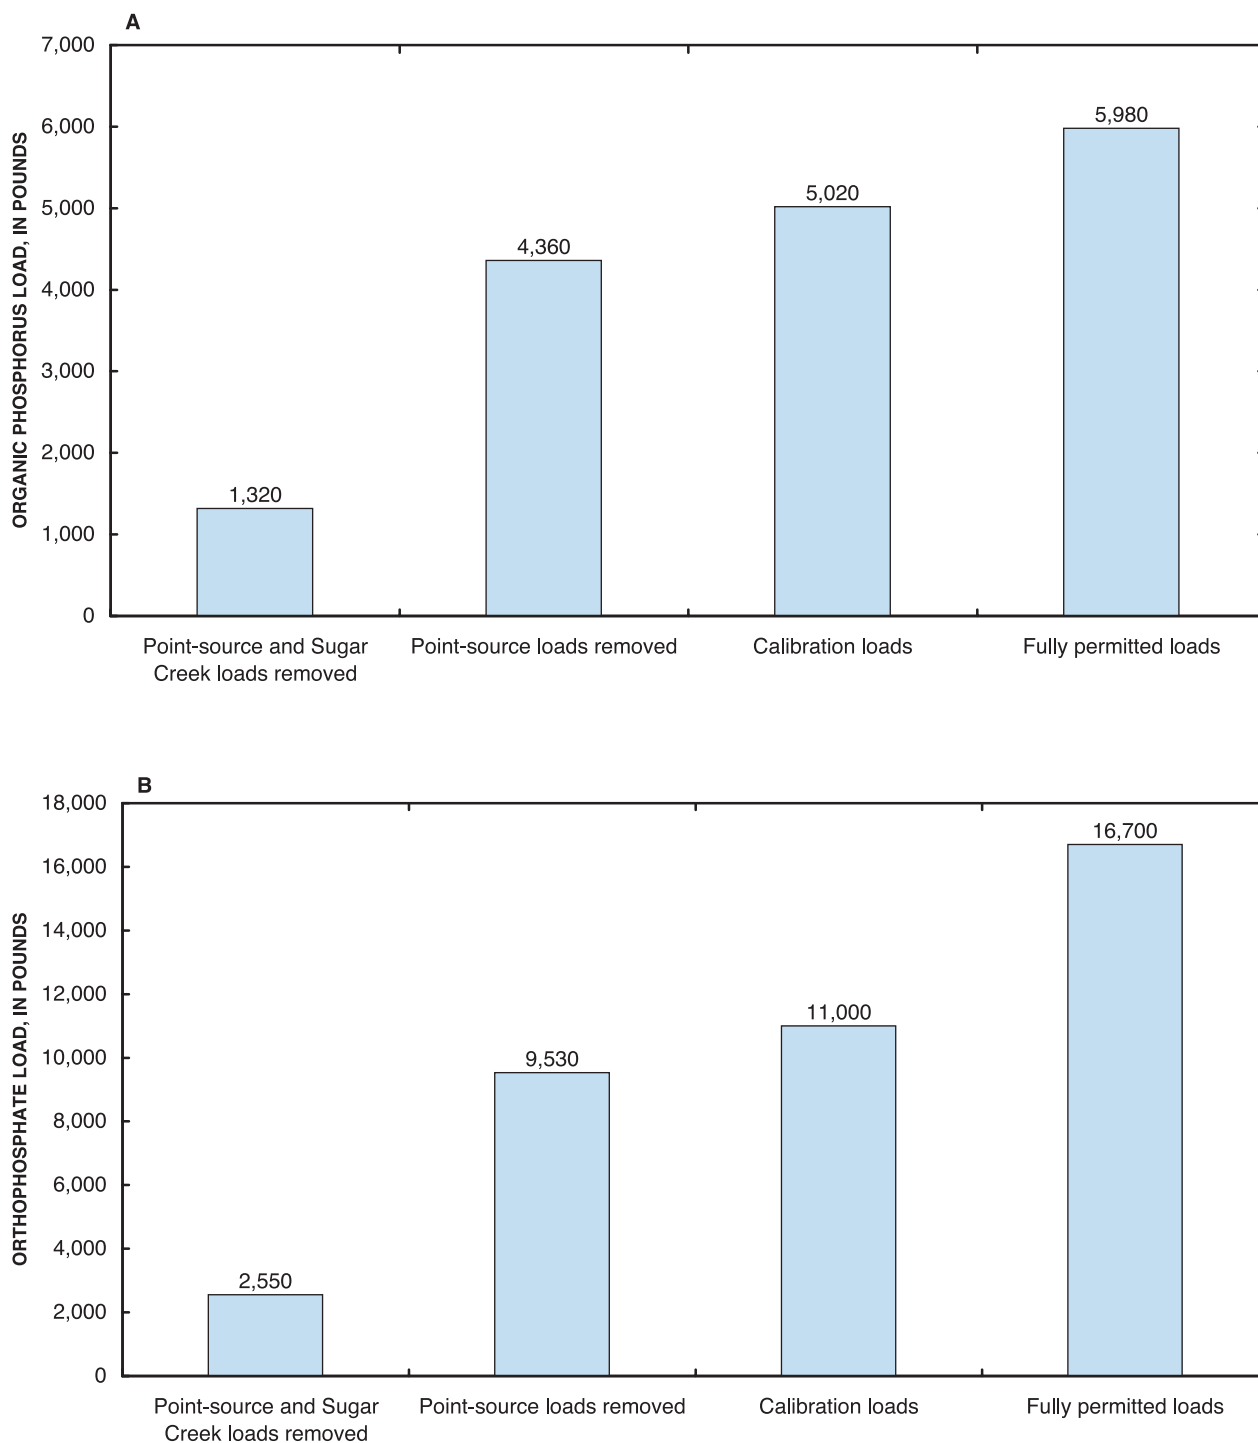 A
7,000
6,000
5,000
4,000
3,000
2,000
1,000
0
ORGANIC PHOSPHORUS LOAD, IN POUNDS
1,320
4,360
5,020
5,980
Point-source and Sugar
Creek loads removed
Point-source loads removed
Calibration loads
Fully permitted loads
B
18,000
16,000
14,000
12,000
10,000
8,000
6,000
4,000
2,000
0
ORTHOPHOSPHATE LOAD, IN POUNDS
2,550
9,530
11,000
16,700
Point-source and Sugar
Creek loads removed
Point-source loads removed
Calibration loads
Fully permitted loads